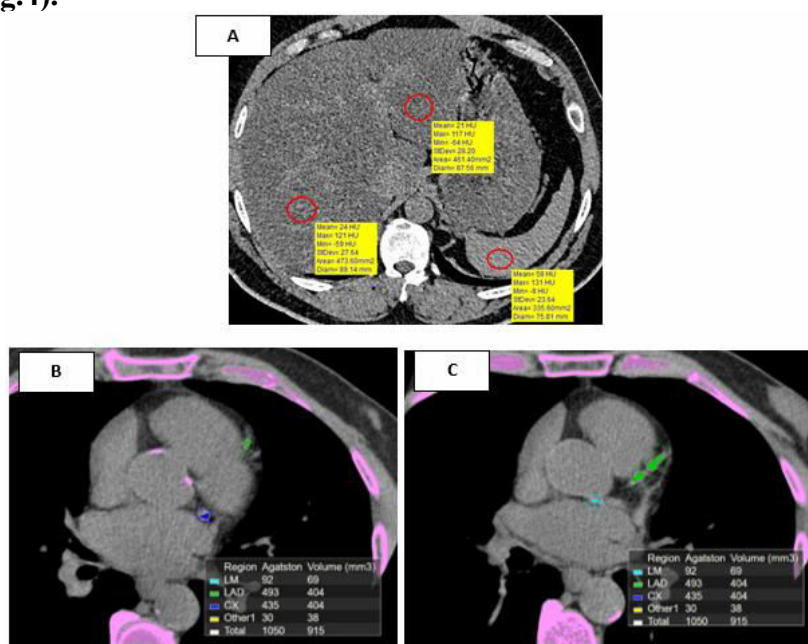 g.1).
A
Mean= 21 HU
Max= 117 HU
Min= -64 HU
StDev= 28.20
Area= 461.40mm2
Diam= 87.56 mm
Mean= 24 HU
Max= 121 HU
Min= -59 HU
StDev= 27.64
Area= 473.60mm2
Diam= 89.14 mm
Mean= 58 HU
Max= 131 HU
Min= -8 HU
StDev= 23.64
Area= 335.60mm2
Diam= 75.81 mm
B
Region Agatston Volume (mm3)
LM 92 69
LAD 493 404
CX 435 404
Other1 30 38
Total 1050 915
C
Region Agatston Volume (mm3)
LM 92 69
LAD 493 404
CX 435 404
Other1 30 38
Total 1050 915